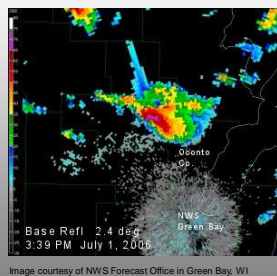 Oconto
Co.
NWS
Green Bay
Base Refl 2.4 deg
3:39 PM July 1, 2006
Image courtesy of NWS Forecast Office in Green Bay, WI